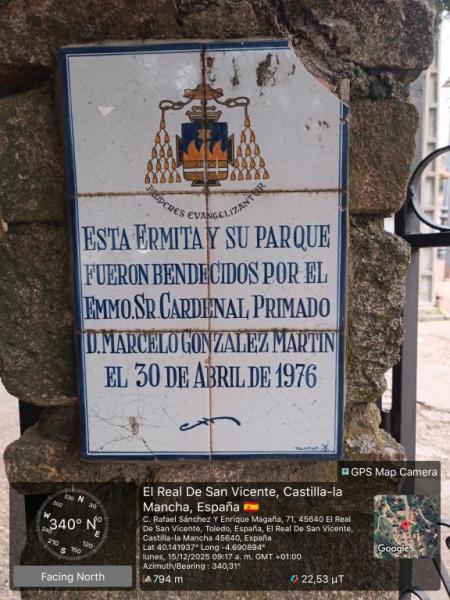 PAUPERES EVANGELIZANTUR
ESTA ERMITA Y SU PARQUE
FUERON BENDECIDOS POR EL
EMMO. SR. CARDENAL PRIMADO
D. MARCELO GONZALEZ MARTIN
EL 30 DE ABRIL DE 1976
GPS Map Camera
El Real De San Vicente, Castilla-la
Mancha, España 🇪🇸
C. Rafael Sánchez Y Enrique Magaña, 71, 45640 El Real
De San Vicente, Toledo, España, El Real De San Vicente,
Castilla-la Mancha 45640, España
Lat 40.141937° Long -4.690894°
lunes, 15/12/2025 09:17 a. m. GMT +01:00
Azimuth/Bearing : 340,31°
794 m
22,53 µT
Google
N
30
W
E
S
150
340° N
Facing North